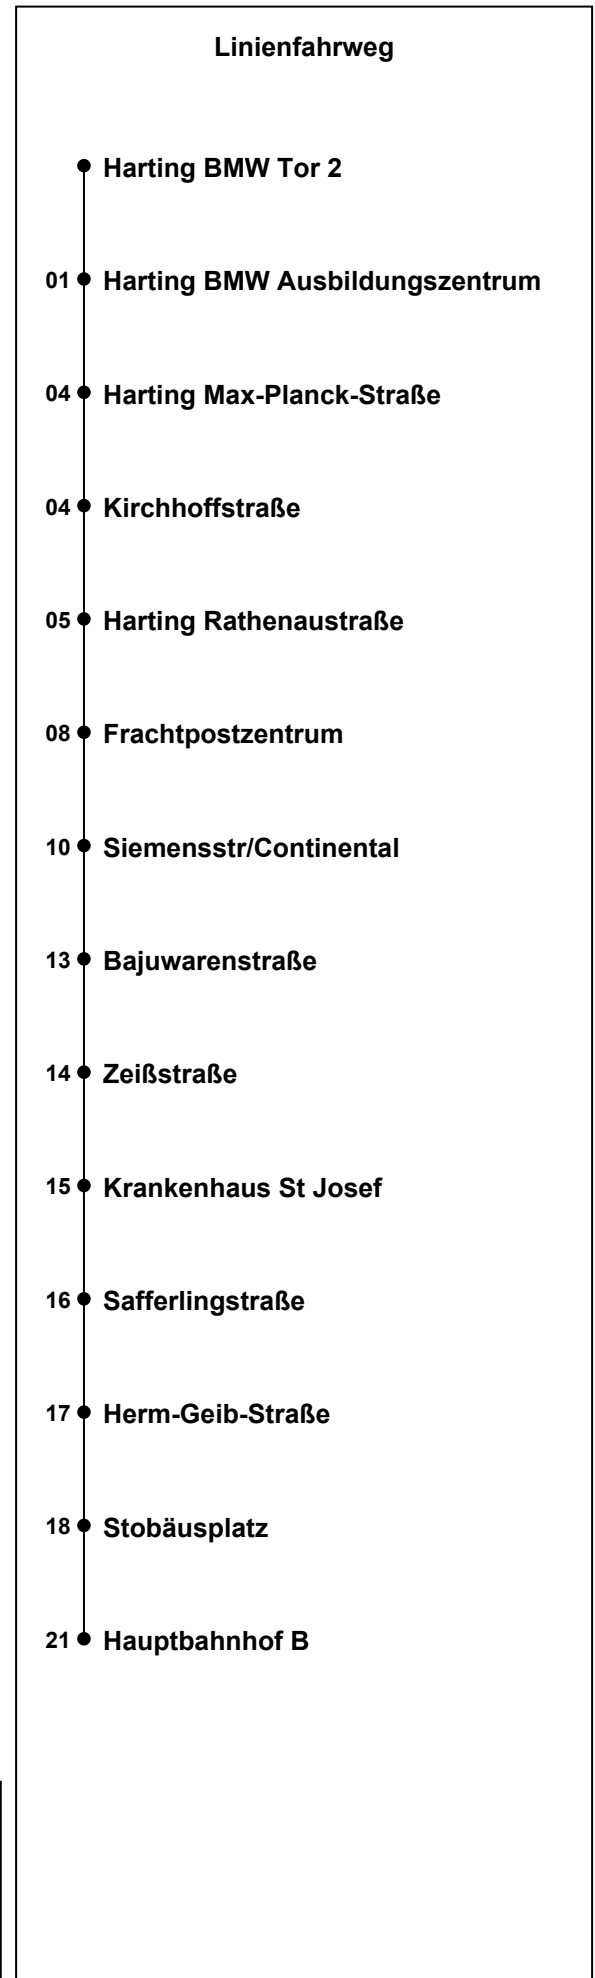 Linienfahrweg
Harting BMW Tor 2
01 Harting BMW Ausbildungszentrum
04 Harting Max-Planck-Straße
04 Kirchhoffstraße
05 Harting Rathenaustraße
08 Frachtpostzentrum
10 Siemensstr/Continental
13 Bajuwarenstraße
14 Zeißstraße
15 Krankenhaus St Josef
16 Safferlingstraße
17 Herm-Geib-Straße
18 Stobäusplatz
21 Hauptbahnhof B